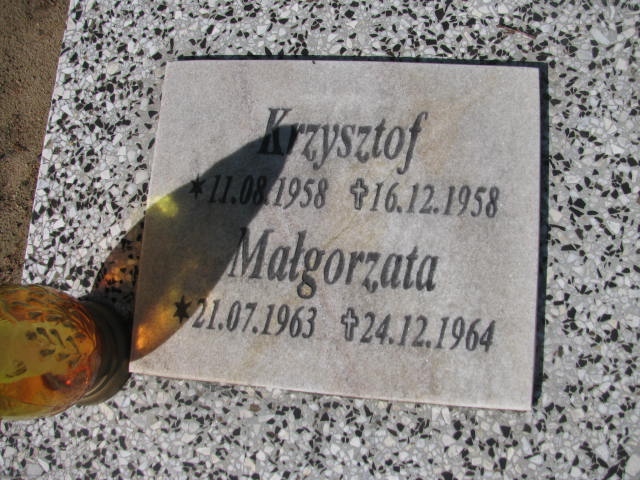 Krzysztof
*11.08.1958 ✝16.12.1958
Małgorzata
*21.07.1963 ✝24.12.1964